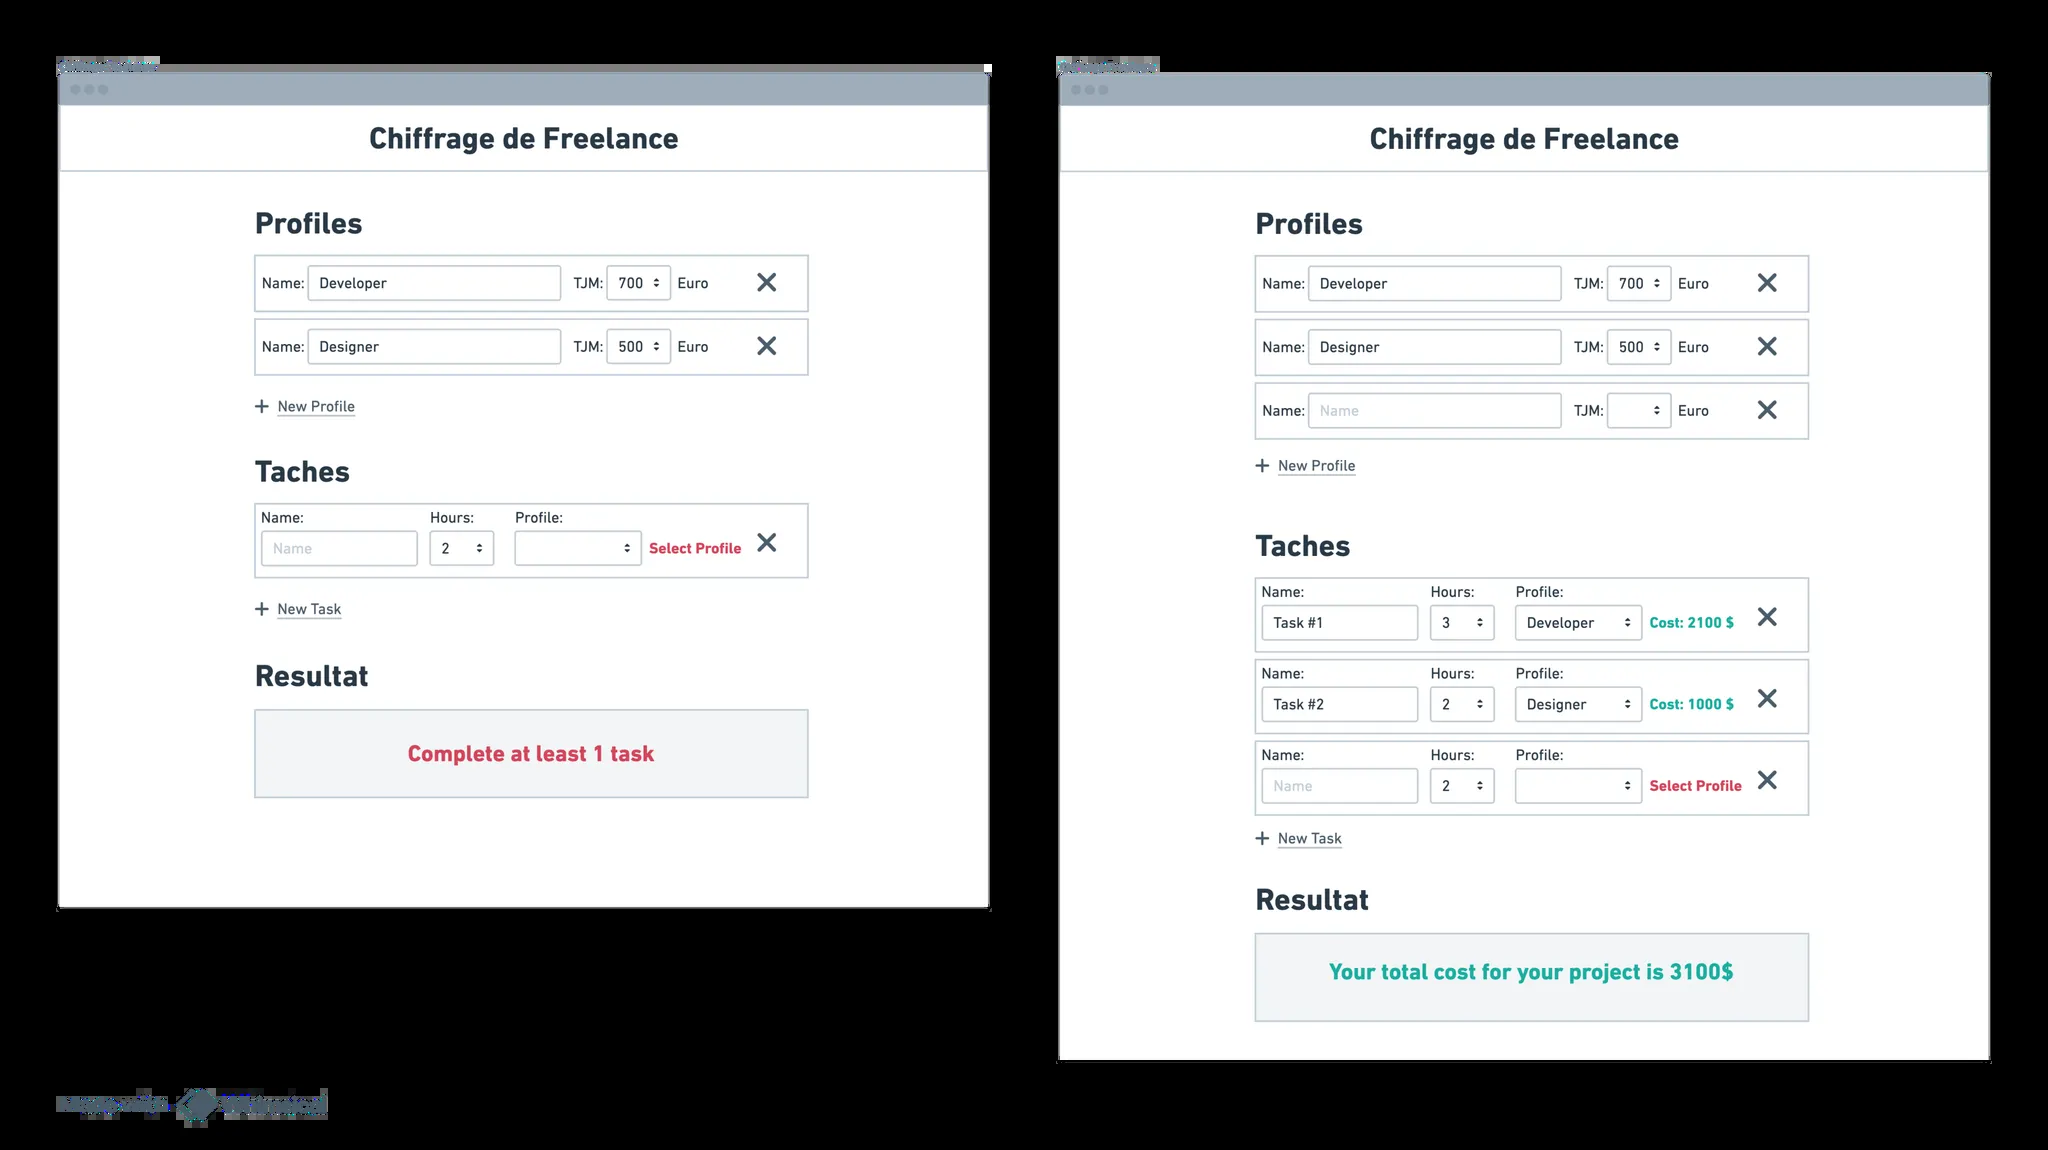 Chiffrage de Freelance
Profiles
Name: Developer TJM: 700 Euro
Name: Designer TJM: 500 Euro
New Profile
Taches
Name: Hours: Profile:
Name 2 Select Profile
New Task
Resultat
Complete at least 1 task
Chiffrage de Freelance
Profiles
Name: Developer TJM: 700 Euro
Name: Designer TJM: 500 Euro
Name: Name TJM: Euro
New Profile
Taches
Name: Hours: Profile:
Task #1 3 Developer Cost: 2100 $
Name: Hours: Profile:
Task #2 2 Designer Cost: 1000 $
Name: Hours: Profile:
Name 2 Select Profile
New Task
Resultat
Your total cost for your project is 3100$